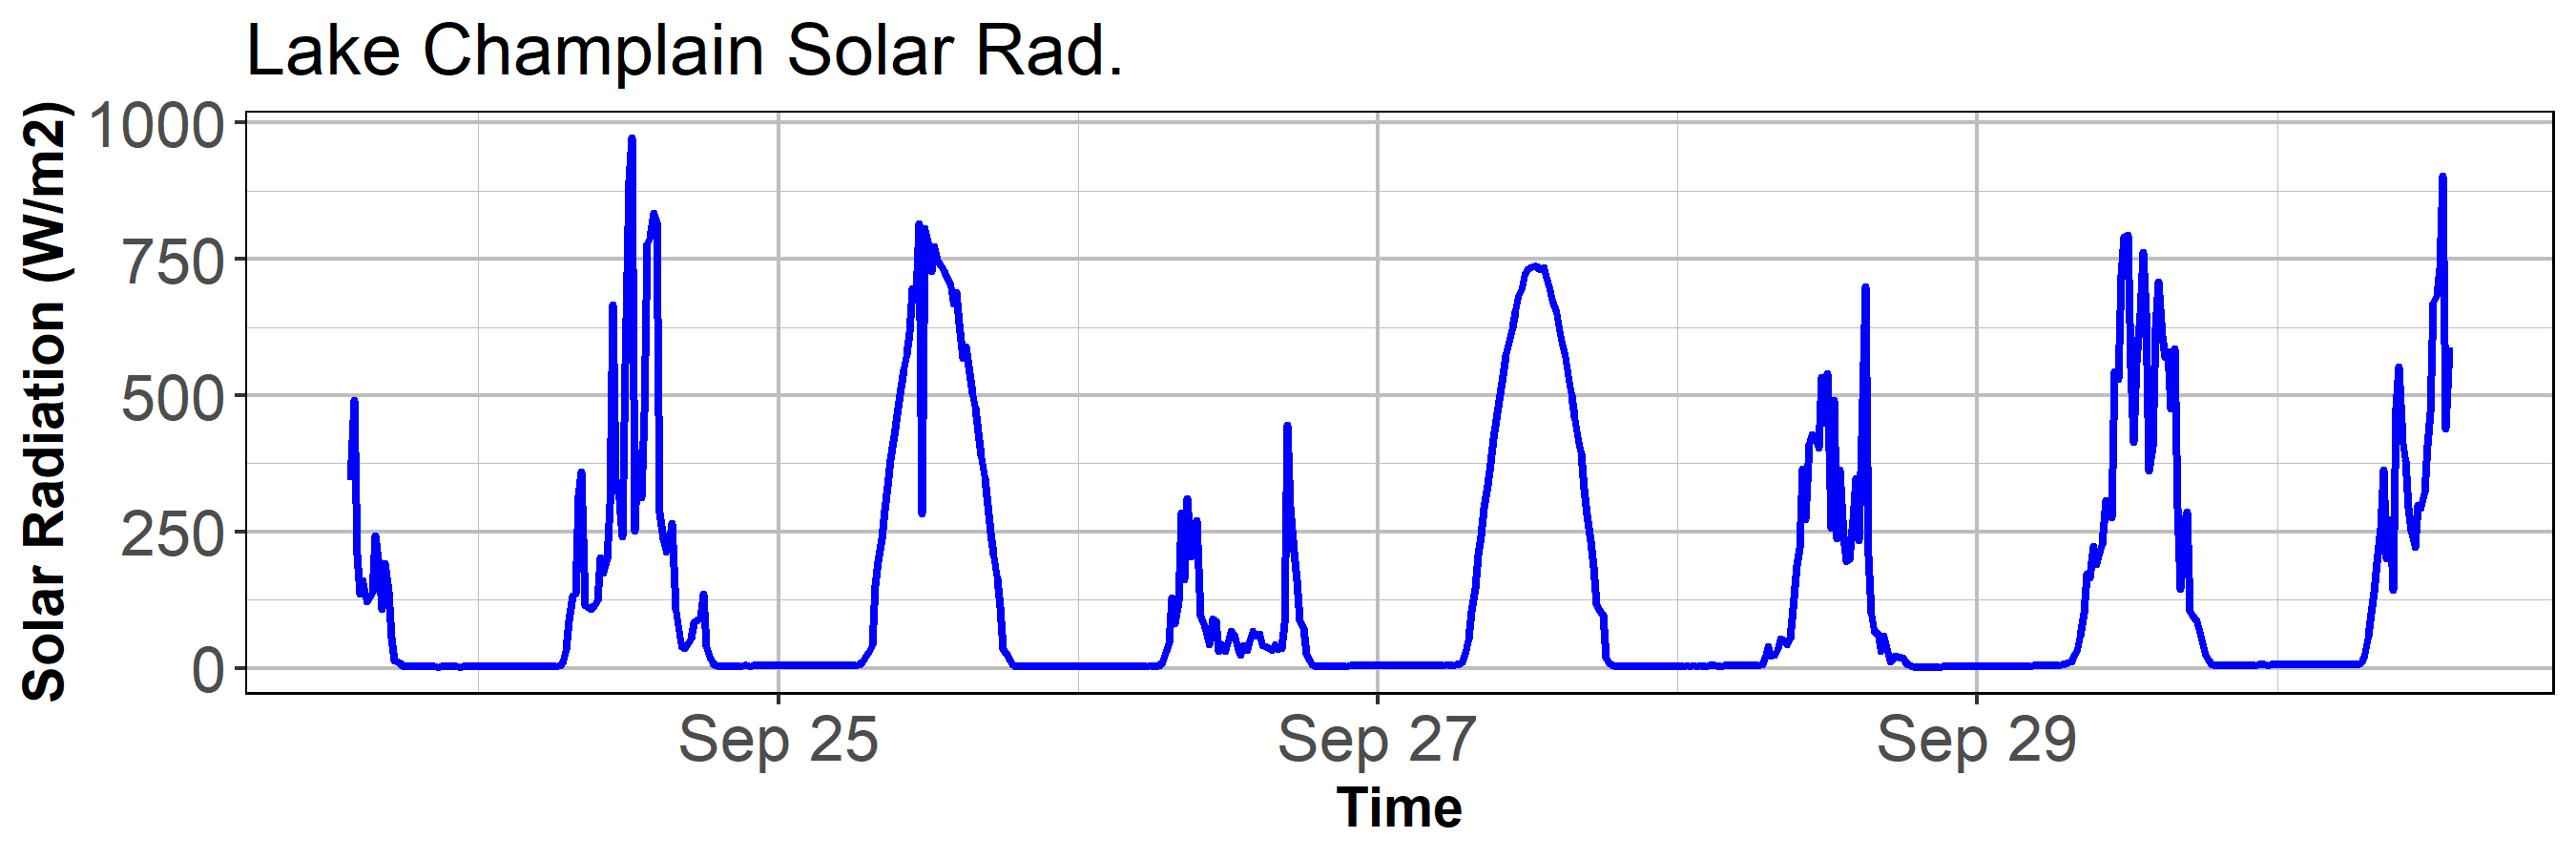 Lake Champlain Solar Rad.
Solar Radiation (W/m2)
1000
750
500
250
0
Sep 25 Sep 27 Sep 29
Time